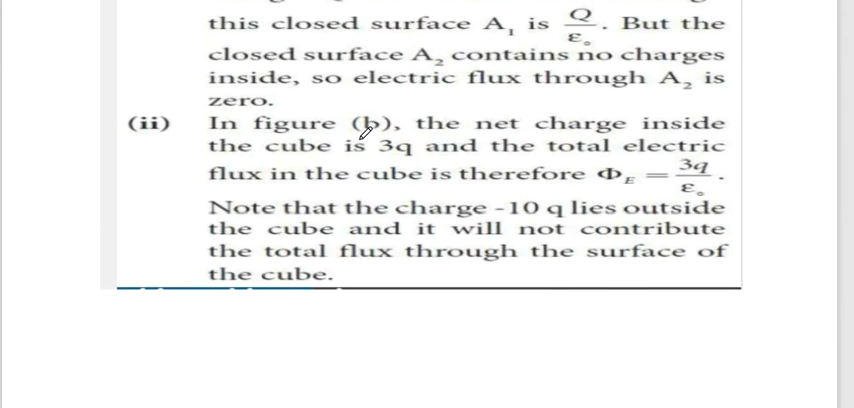 this closed surface A₁ is Q/ε₀. But the
closed surface A₂ contains no charges
inside, so electric flux through A₂ is
zero.
(ii) In figure (b), the net charge inside
the cube is 3q and the total electric
flux in the cube is therefore Φ_E = 3q/ε₀.
Note that the charge -10 q lies outside
the cube and it will not contribute
the total flux through the surface of
the cube.